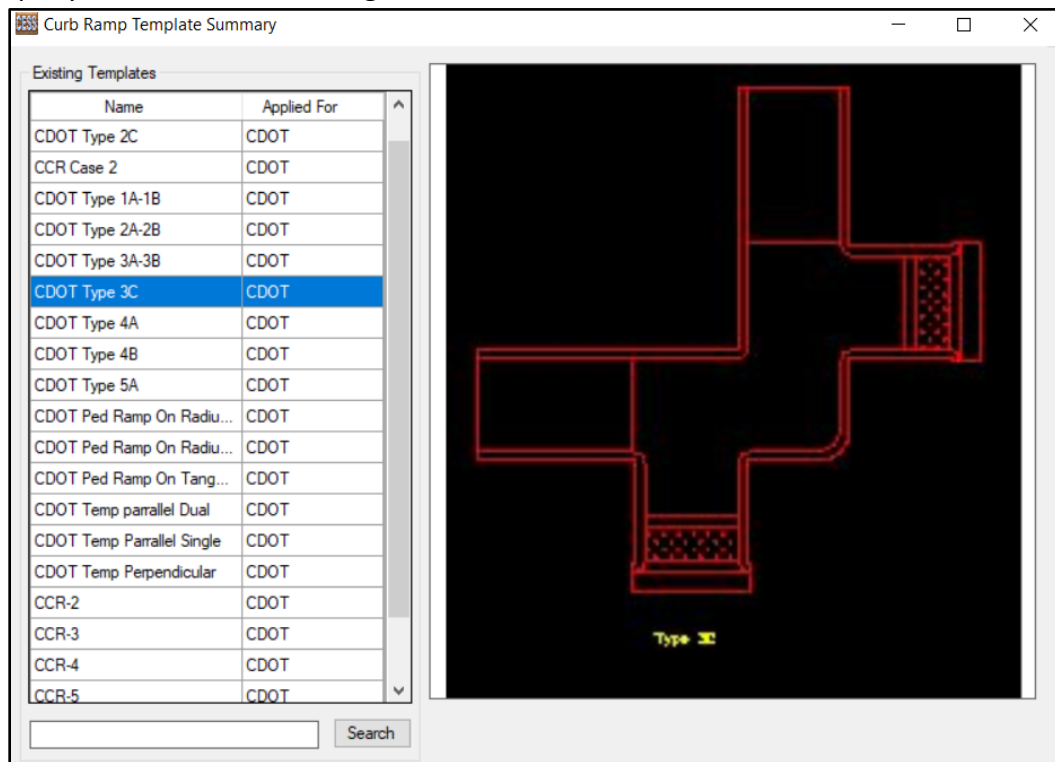 CESS Curb Ramp Template Summary
Existing Templates
Name Applied For
CDOT Type 2C CDOT
CCR Case 2 CDOT
CDOT Type 1A-1B CDOT
CDOT Type 2A-2B CDOT
CDOT Type 3A-3B CDOT
CDOT Type 3C CDOT
CDOT Type 4A CDOT
CDOT Type 4B CDOT
CDOT Type 5A CDOT
CDOT Ped Ramp On Radiu... CDOT
CDOT Ped Ramp On Radiu... CDOT
CDOT Ped Ramp On Tang... CDOT
CDOT Temp parrallel Dual CDOT
CDOT Temp Parrallel Single CDOT
CDOT Temp Perpendicular CDOT
CCR-2 CDOT
CCR-3 CDOT
CCR-4 CDOT
CCR-5 CDOT
Search
Type 3C